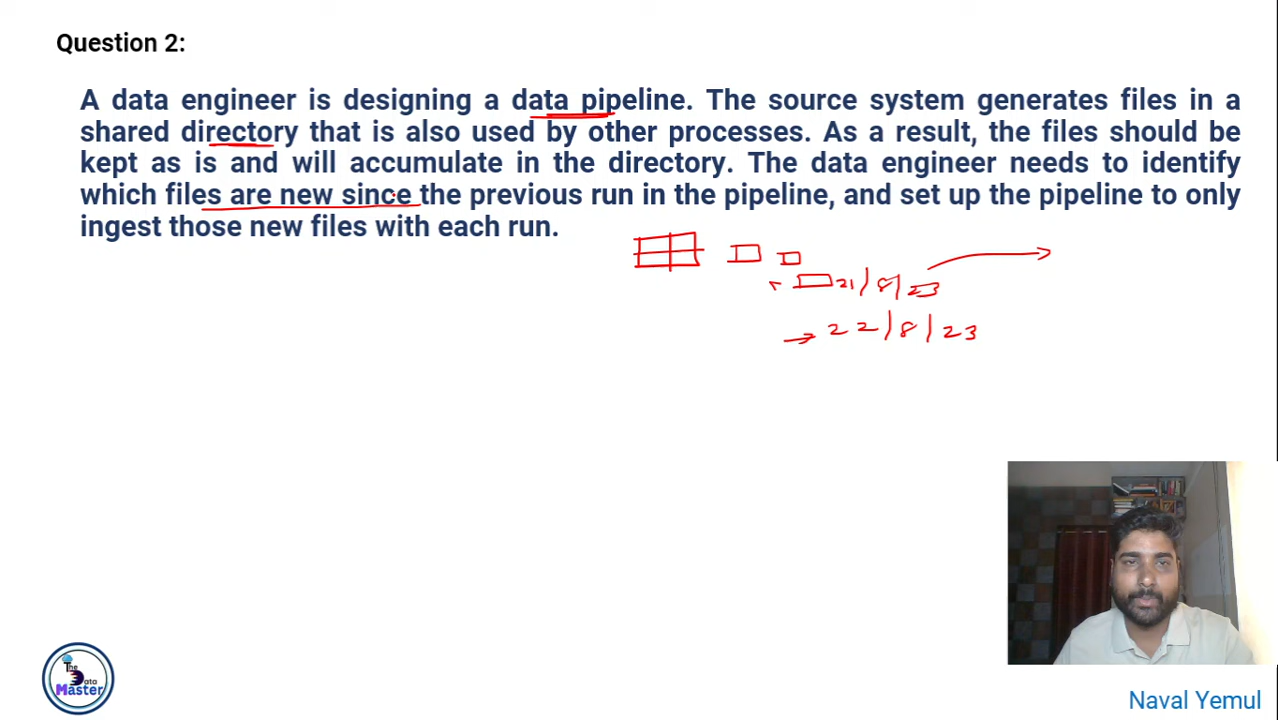 Question 2:
A data engineer is designing a data pipeline. The source system generates files in a
shared directory that is also used by other processes. As a result, the files should be
kept as is and will accumulate in the directory. The data engineer needs to identify
which files are new since the previous run in the pipeline, and set up the pipeline to only
ingest those new files with each run.
21/8/23
22/8/23
The
Data
Master
Naval Yemul